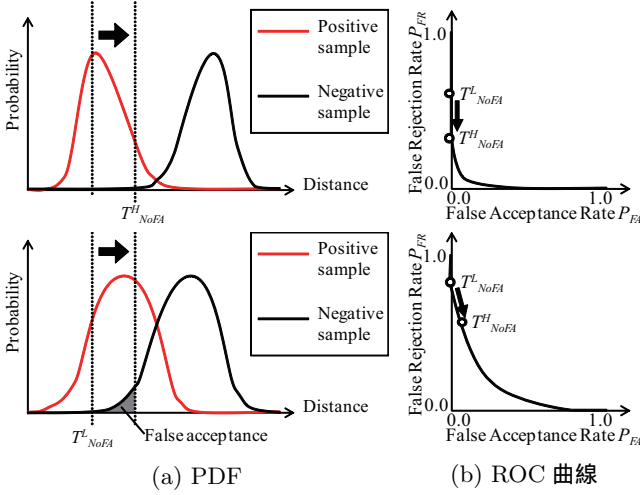 Probability
Positive
sample
Negative
sample
Distance
T^H_NoFA
False Rejection Rate P_FR
1.0
T^L_NoFA
T^H_NoFA
0.0
0.0
1.0
False Acceptance Rate P_FA
Probability
Positive
sample
Negative
sample
Distance
T^L_NoFA
False acceptance
False Rejection Rate P_FR
1.0
T^L_NoFA
T^H_NoFA
0.0
0.0
1.0
False Acceptance Rate P_FA
(a) PDF
(b) ROC 曲線